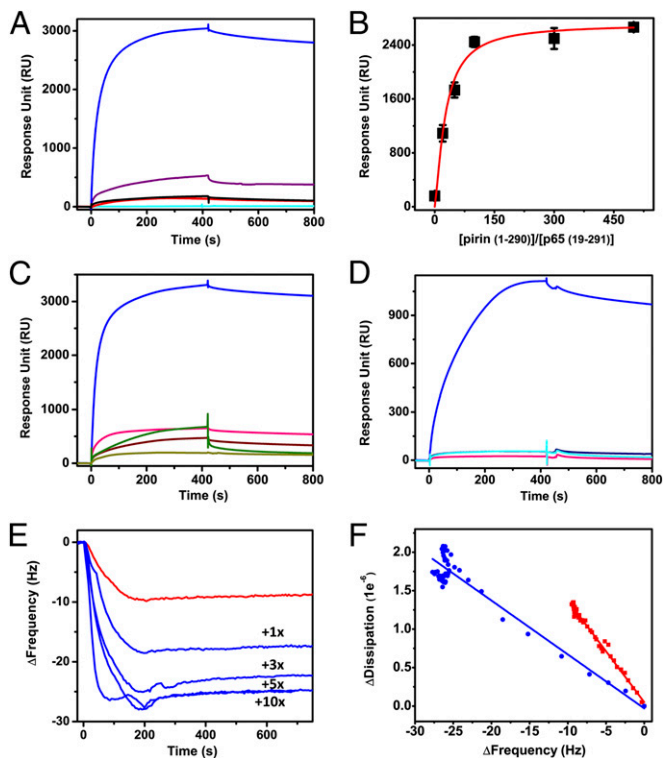 A
Response Unit (RU)
3000
2000
1000
0
0 200 400 600 800
Time (s)
B
Response Unit (RU)
2400
1600
800
0
0 150 300 450
[pirin (1-290)]/[p65 (19-291)]
C
Response Unit (RU)
3000
1000
500
0
0 200 400 600 800
Time (s)
D
Response Unit (RU)
900
600
300
0
0 200 400 600 800
Time (s)
E
ΔFrequency (Hz)
0
-10
-20
-25
-30
+1x
+3x
+5x
+10x
0 200 400 600
Time (s)
F
ΔDissipation (1e-6)
2.0
1.5
1.0
0.5
0.0
-30 -25 -20 -15 -10 -5 0
ΔFrequency (Hz)